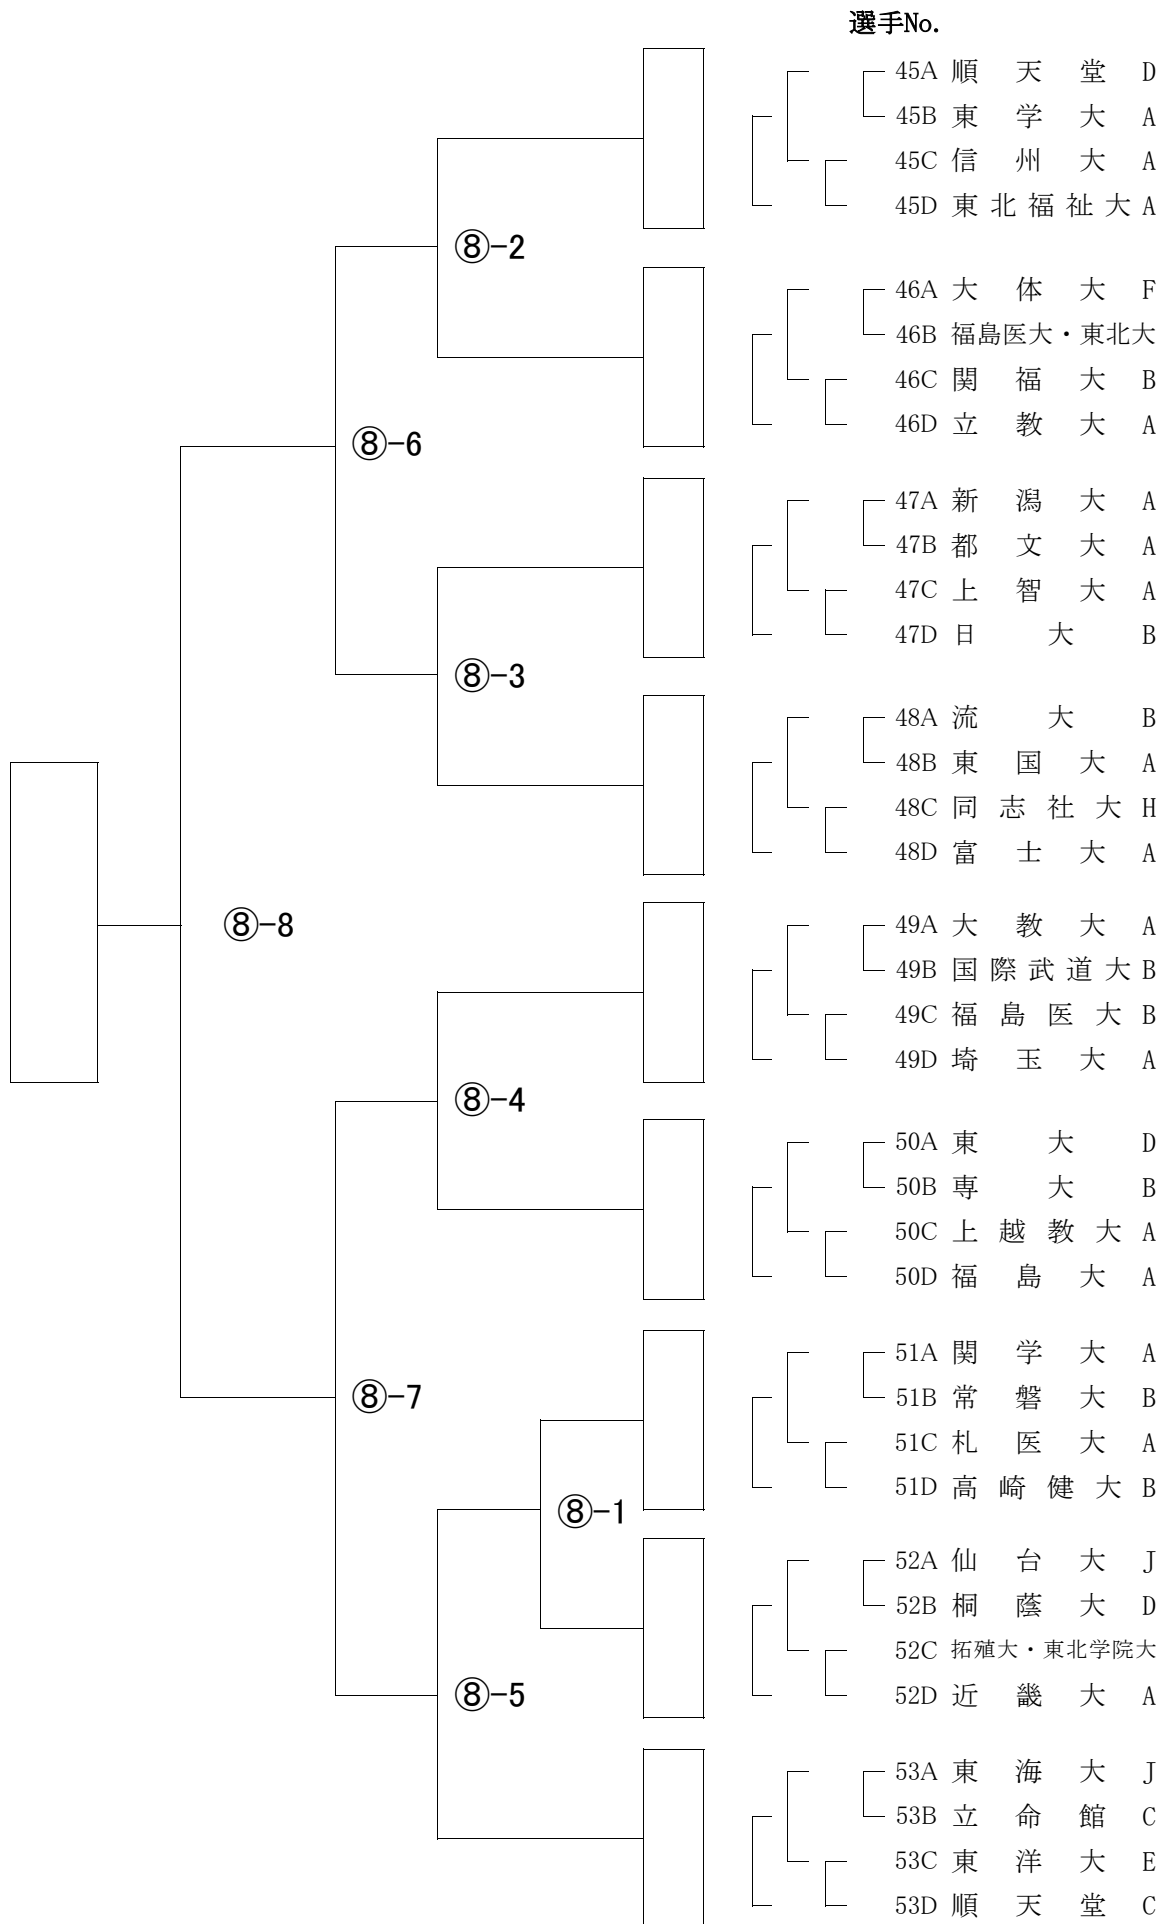 選手No.
45A 順天堂 D
45B 東学大 A
45C 信州大 A
45D 東北福祉大 A
⑧-2
46A 大体大 F
46B 福島医大・東北大
46C 関福大 B
46D 立教大 A
⑧-6
47A 新潟大 A
47B 都文大 A
47C 上智大 A
47D 日大 B
⑧-3
48A 流大 B
48B 東国大 A
48C 同志社大 H
48D 富士大 A
⑧-8
49A 大教大 A
49B 国際武道大 B
49C 福島医大 B
49D 埼玉大 A
⑧-4
50A 東大 D
50B 専大 B
50C 上越教大 A
50D 福島大 A
51A 関学大 A
51B 常磐大 B
⑧-7
51C 札医大 A
51D 高崎健大 B
⑧-1
52A 仙台大 J
52B 桐蔭大 D
52C 拓殖大・東北学院大
52D 近畿大 A
⑧-5
53A 東海大 J
53B 立命館 C
53C 東洋大 E
53D 順天堂 C